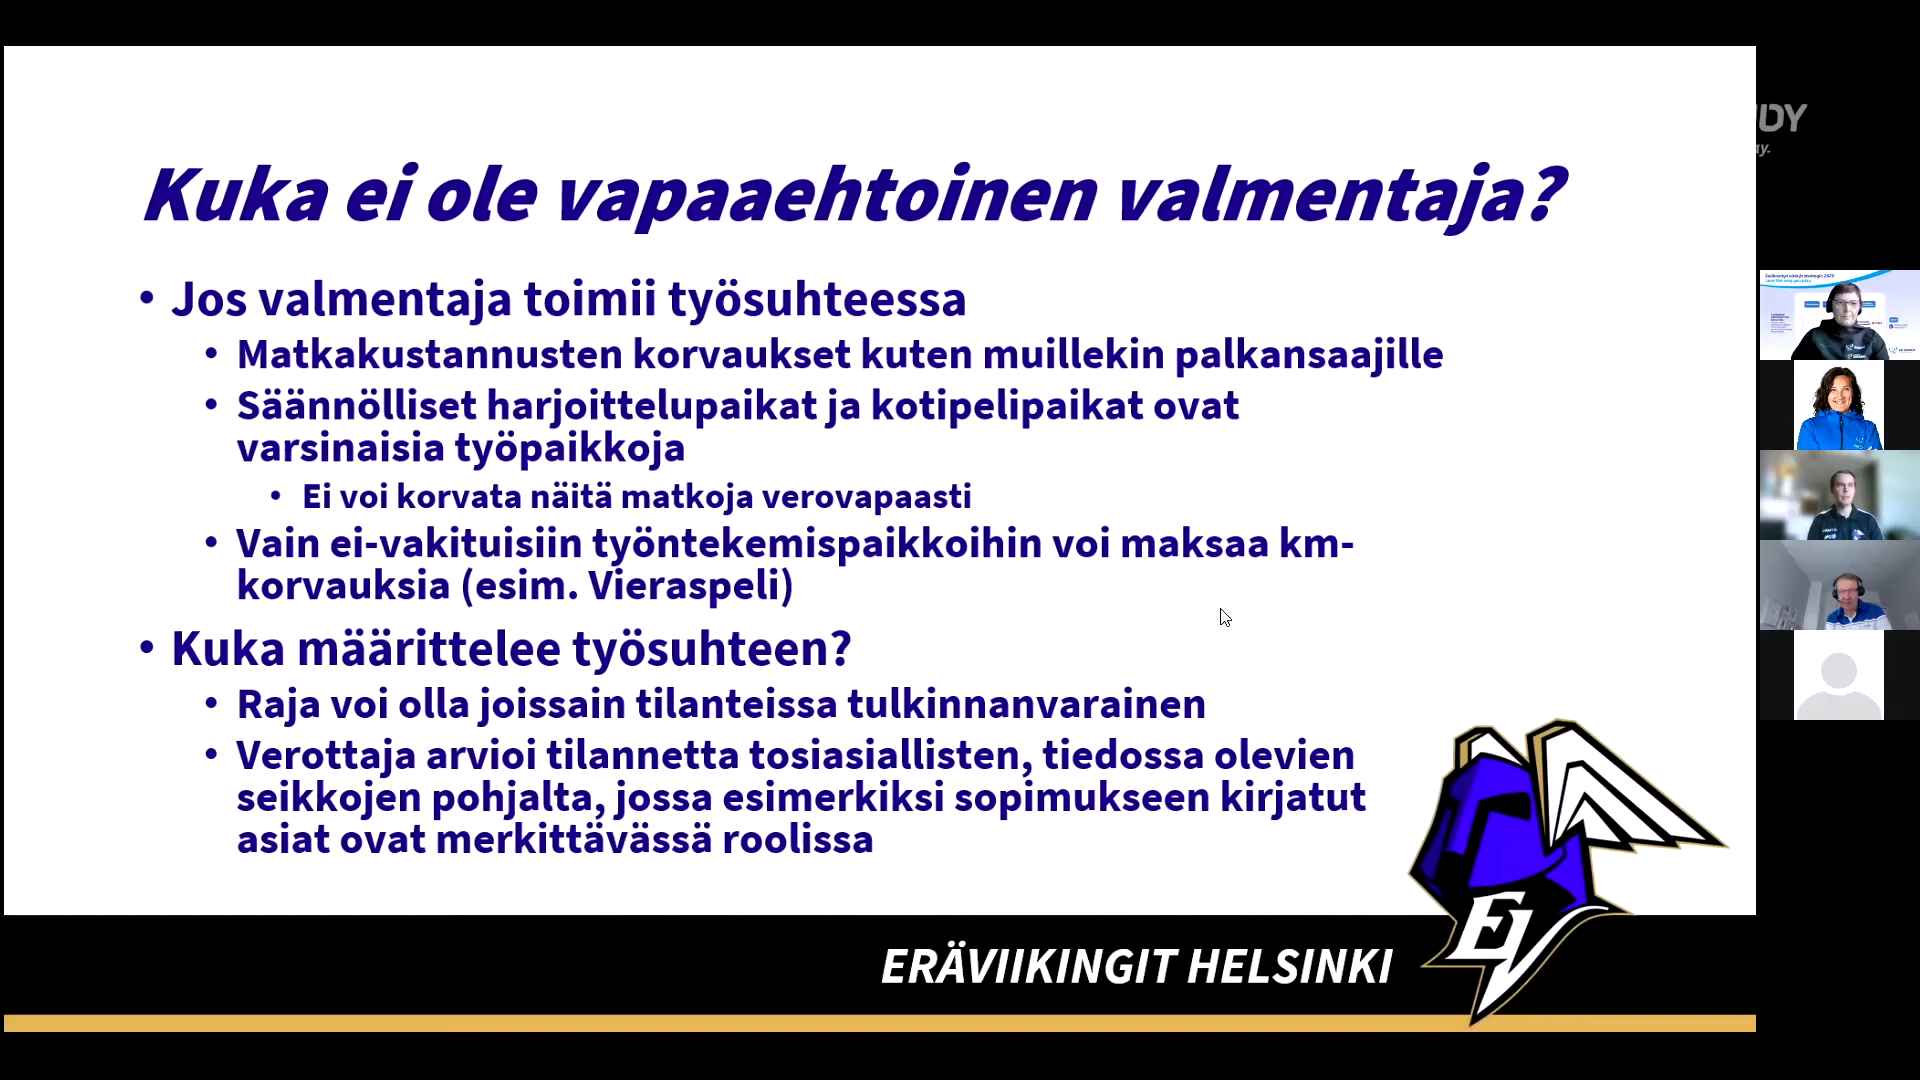 Kuka ei ole vapaaehtoinen valmentaja?
• Jos valmentaja toimii työsuhteessa
• Matkakustannusten korvaukset kuten muillekin palkansaajille
• Säännölliset harjoittelupaikat ja kotipelipaikat ovat
varsinaisia työpaikkoja
• Ei voi korvata näitä matkoja verovapaasti
• Vain ei-vakituisiin työntekemispaikkoihin voi maksaa km-
korvauksia (esim. Vieraspeli)
• Kuka määrittelee työsuhteen?
• Raja voi olla joissain tilanteissa tulkinnanvarainen
• Verottaja arvioi tilannetta tosiasiallisten, tiedossa olevien
seikkojen pohjalta, jossa esimerkiksi sopimukseen kirjatut
asiat ovat merkittävässä roolissa
ERÄVIIKINGIT HELSINKI
EV